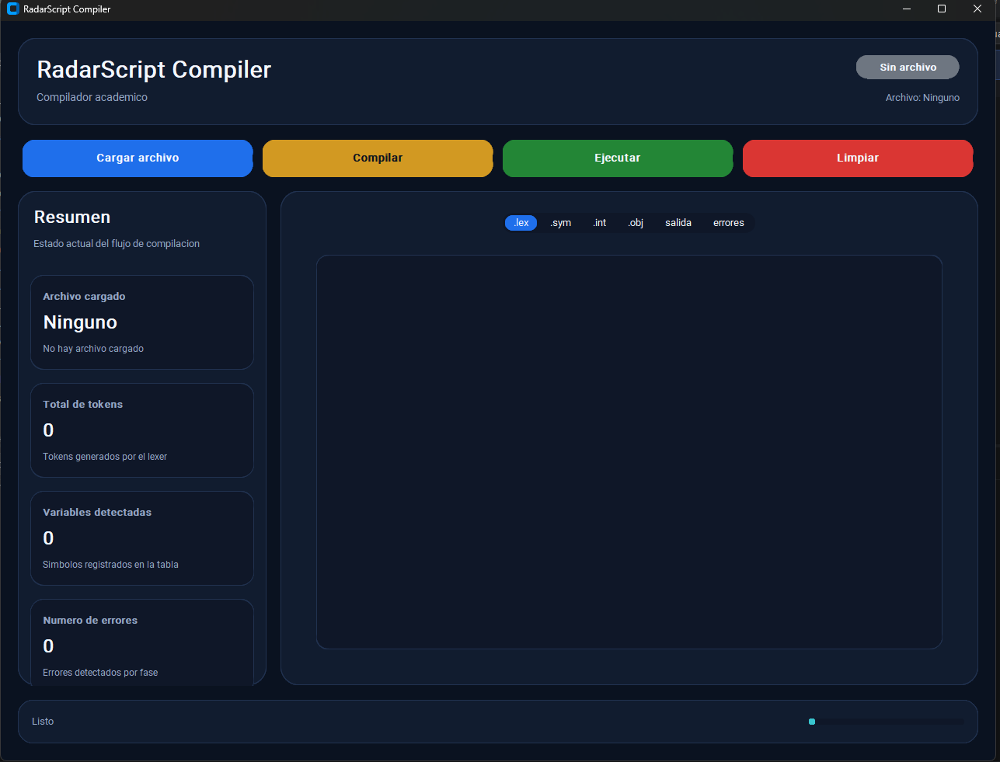 RadarScript Compiler
RadarScript Compiler
Sin archivo
Compilador academico
Archivo: Ninguno
Cargar archivo
Compilar
Ejecutar
Limpiar
Resumen
Estado actual del flujo de compilacion
Archivo cargado
Ninguno
No hay archivo cargado
Total de tokens
0
Tokens generados por el lexer
Variables detectadas
0
Simbolos registrados en la tabla
Numero de errores
0
Errores detectados por fase
.lex
.sym
.int
.obj
salida
errores
Listo